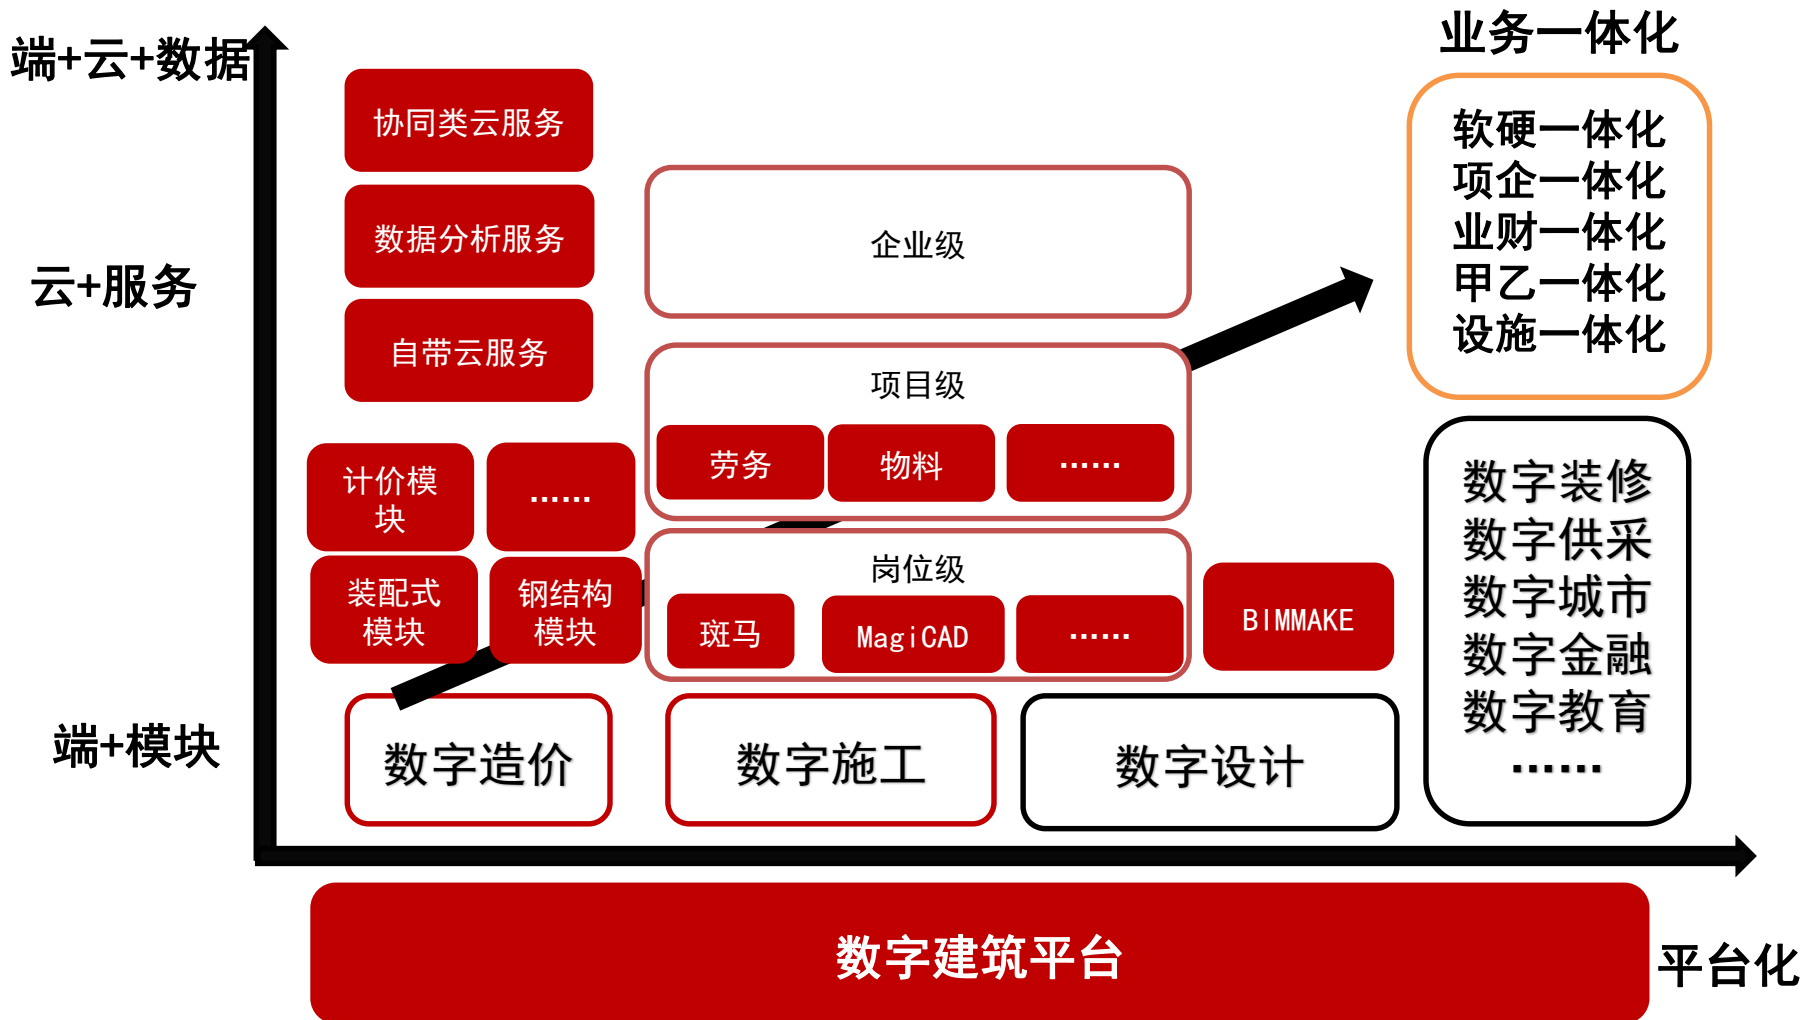 端+云+数据
云+服务
端+模块
协同类云服务
数据分析服务
自带云服务
计价模
块
……
装配式
模块
钢结构
模块
企业级
项目级
劳务
物料
……
岗位级
斑马
MagiCAD
……
BIMMAKE
数字造价
数字施工
数字设计
业务一体化
软硬一体化
项企一体化
业财一体化
甲乙一体化
设施一体化
数字装修
数字供采
数字城市
数字金融
数字教育
……
数字建筑平台
平台化